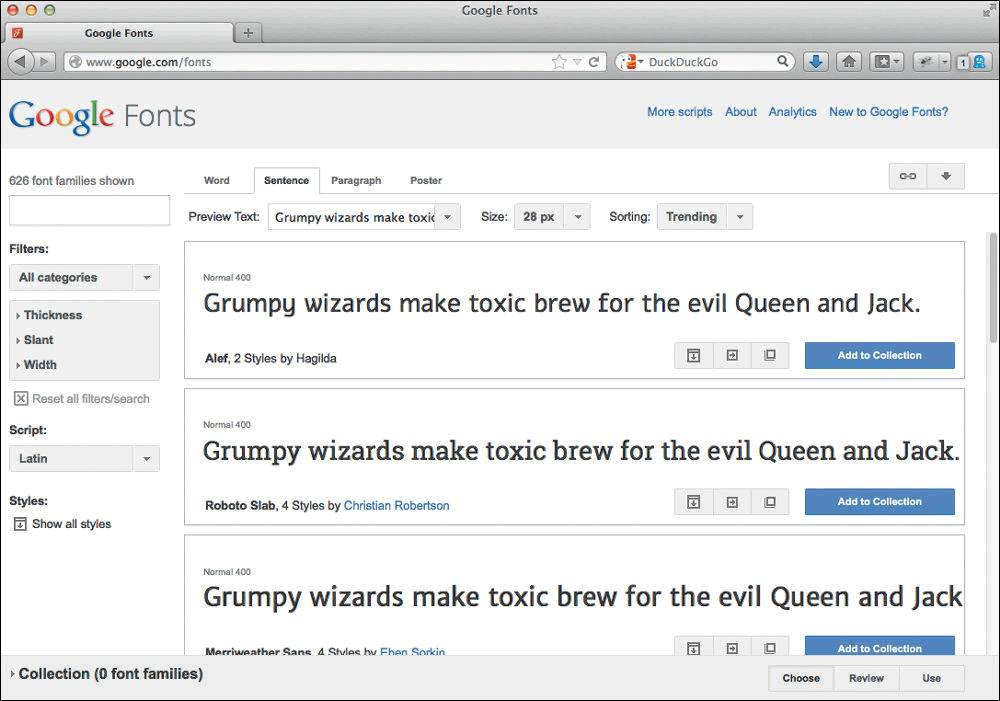 Google Fonts
Google Fonts
www.google.com/fonts
DuckDuckGo
1
Google Fonts
More scripts About Analytics New to Google Fonts?
626 font families shown
Word Sentence Paragraph Poster
Preview Text: Grumpy wizards make toxic Size: 28 px Sorting: Trending
Filters:
All categories
Thickness
Slant
Width
Reset all filters/search
Script:
Latin
Styles:
Show all styles
Normal 400
Grumpy wizards make toxic brew for the evil Queen and Jack.
Alef, 2 Styles by Hagilda
Add to Collection
Normal 400
Grumpy wizards make toxic brew for the evil Queen and Jack.
Roboto Slab, 4 Styles by Christian Robertson
Add to Collection
Normal 400
Grumpy wizards make toxic brew for the evil Queen and Jack
Merriweather Sans, 4 Styles by Eben Sorkin
Add to Collection
Collection (0 font families)
Choose Review Use